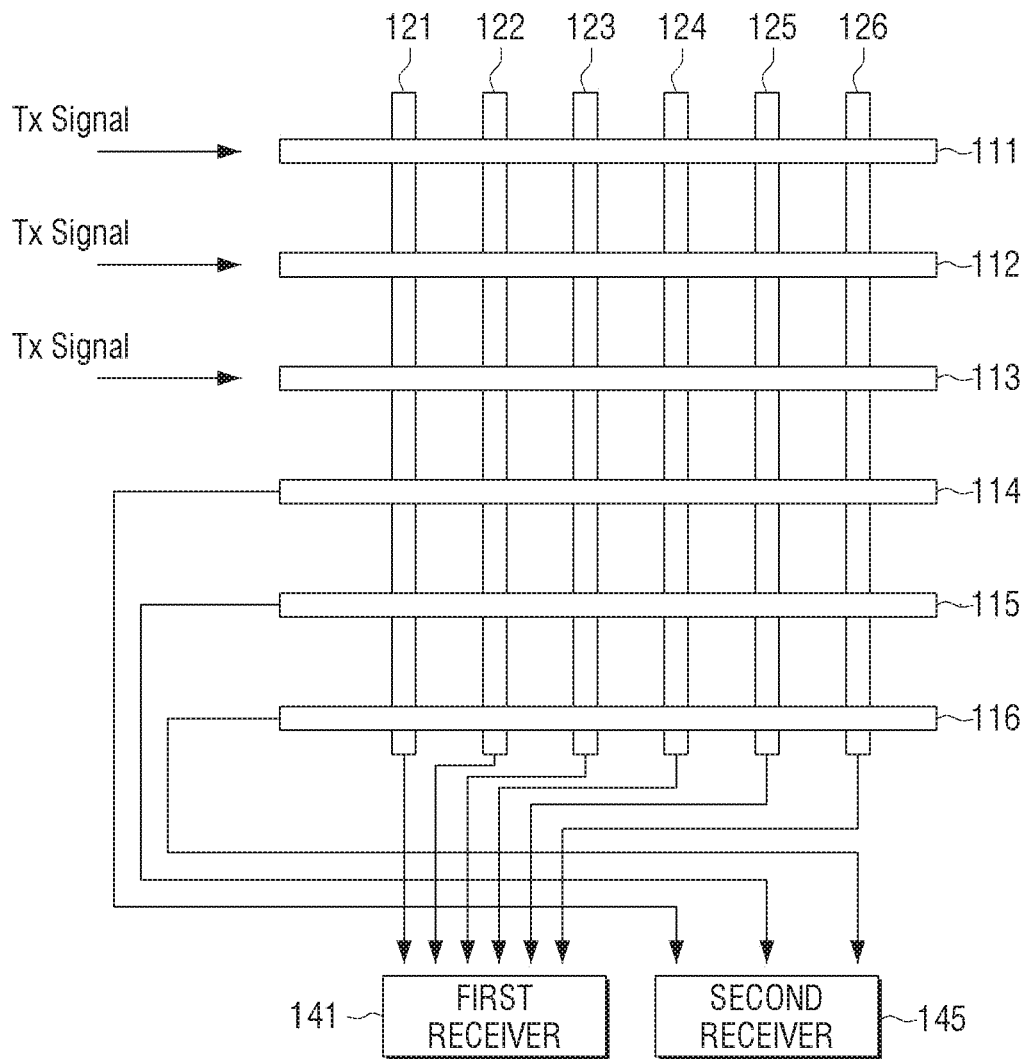 121 122 123 124 125 126
Tx Signal
111
Tx Signal
112
Tx Signal
113
114
115
116
141
FIRST
RECEIVER
SECOND
RECEIVER
145